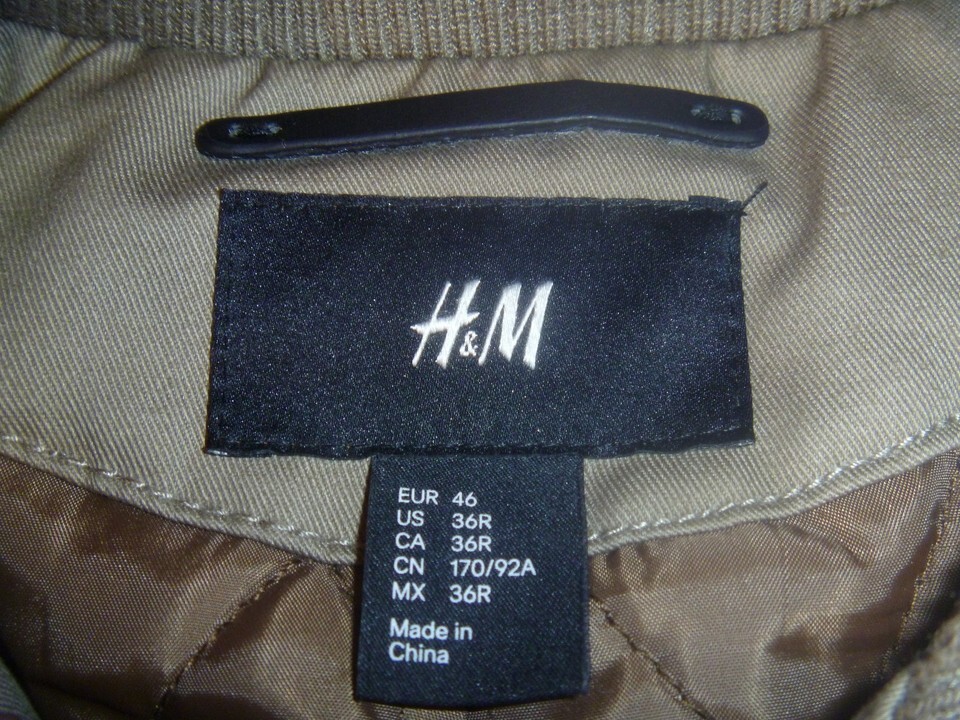 H&M
EUR 46
US 36R
CA 36R
CN 170/92A
MX 36R
Made in
China